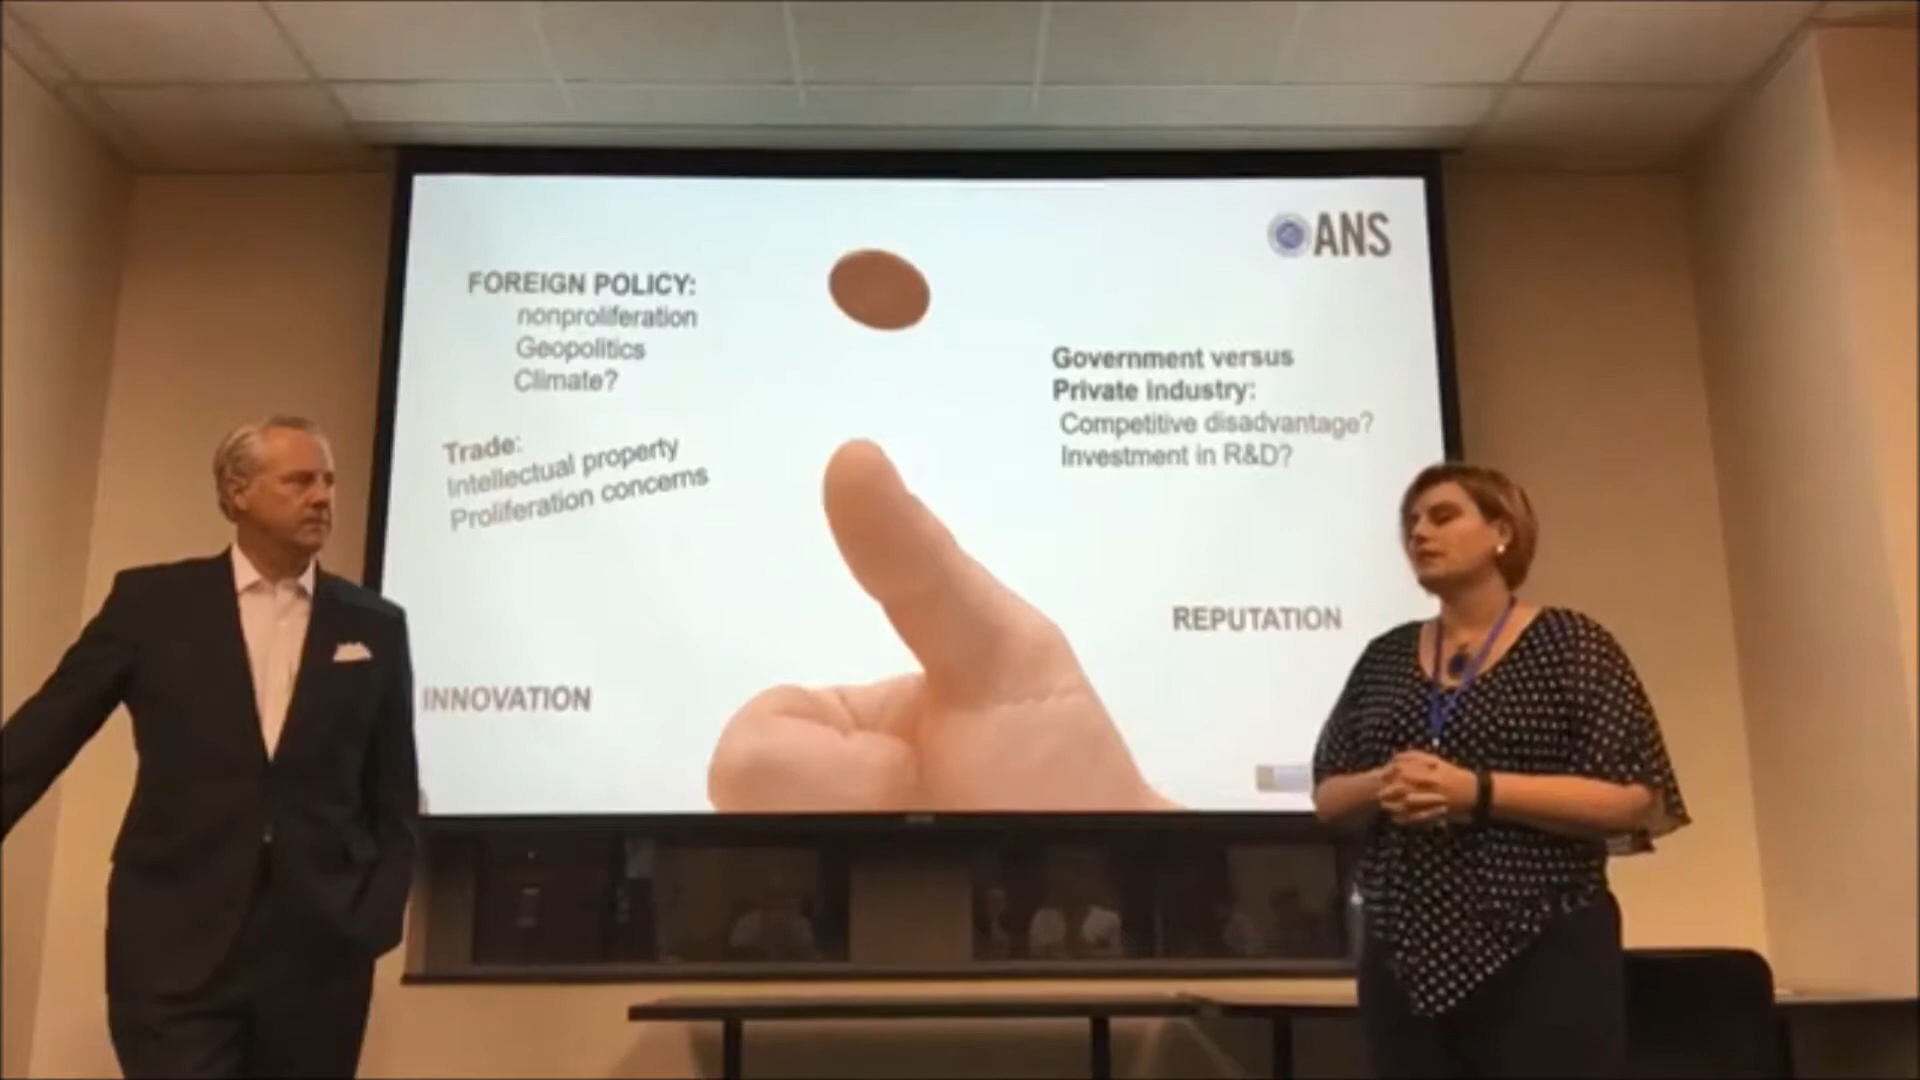 ANS
FOREIGN POLICY:
nonproliferation
Geopolitics
Climate?
Trade:
Intellectual property
Proliferation concerns
Government versus
Private industry:
Competitive disadvantage?
Investment in R&D?
REPUTATION
INNOVATION